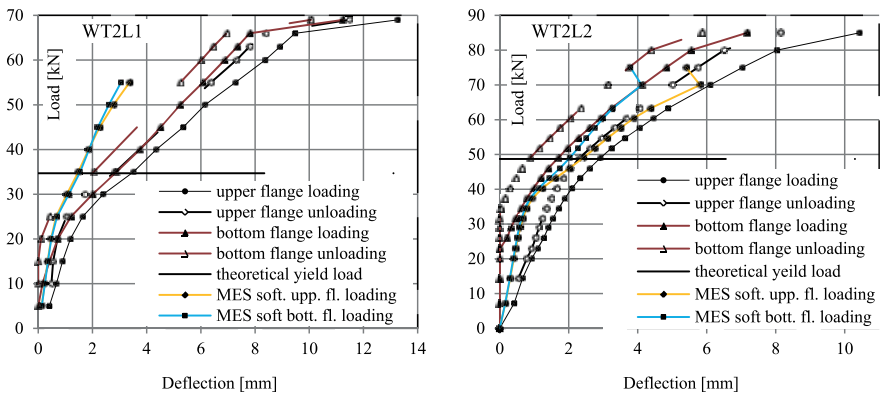 WT2L1
70
60
50
40
30
20
10
0
Load [kN]
upper flange loading
upper flange unloading
bottom flange loading
bottom flange unloading
theoretical yield load
MES soft. upp. fl. loading
MES soft bott. fl. loading
0 2 4 6 8 10 12 14
Deflection [mm]
WT2L2
90
80
70
60
50
40
30
20
10
0
Load [kN]
upper flange loading
upper flange unloading
bottom flange loading
bottom flange unloading
theoretical yeild load
MES soft. upp. fl. loading
MES soft bott. fl. loading
0 2 4 6 8 10
Deflection [mm]